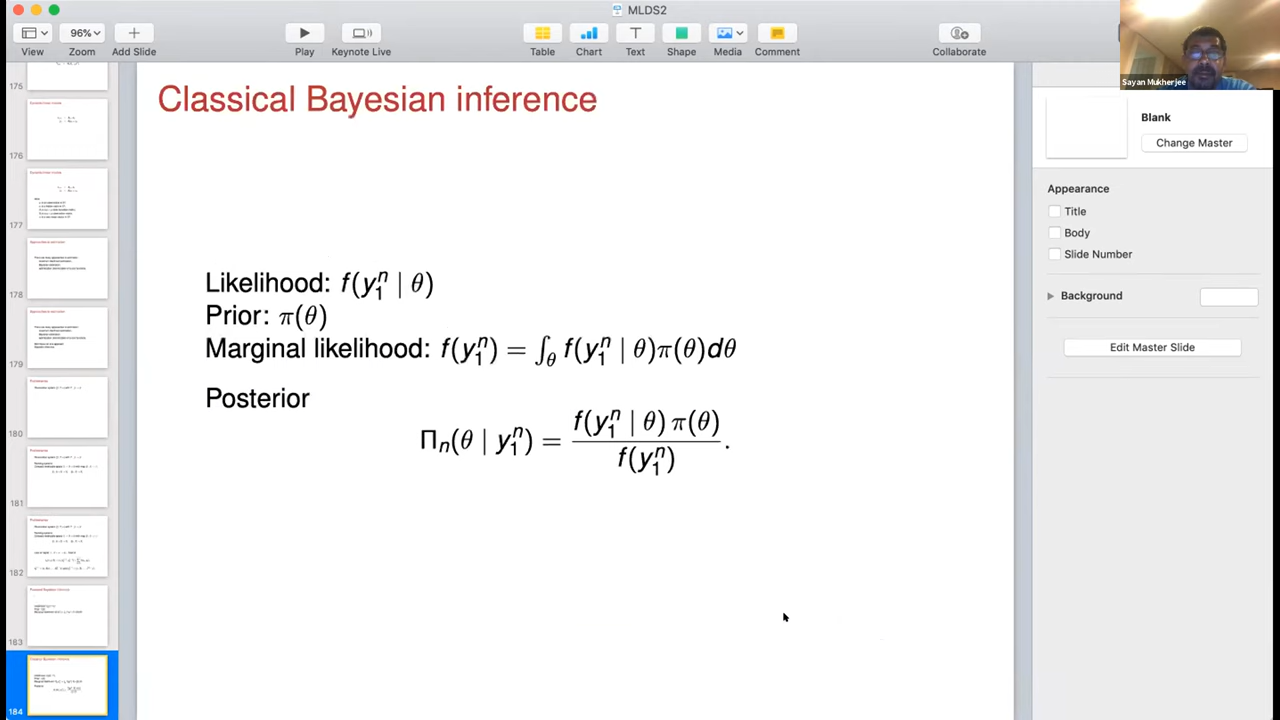 MLDS2
96%
View
Zoom
Add Slide
Play
Keynote Live
Table
Chart
Text
Shape
Media
Comment
Collaborate
Sayan Mukherjee
Classical Bayesian inference
Likelihood: f(y₁ⁿ | θ)
Prior: π(θ)
Marginal likelihood: f(y₁ⁿ) = ∫_θ f(y₁ⁿ | θ)π(θ)dθ
Posterior
Πₙ(θ | y₁ⁿ) = f(y₁ⁿ | θ) π(θ) / f(y₁ⁿ).
175
176
177
178
179
180
181
182
183
184
Blank
Change Master
Appearance
Title
Body
Slide Number
Background
Edit Master Slide